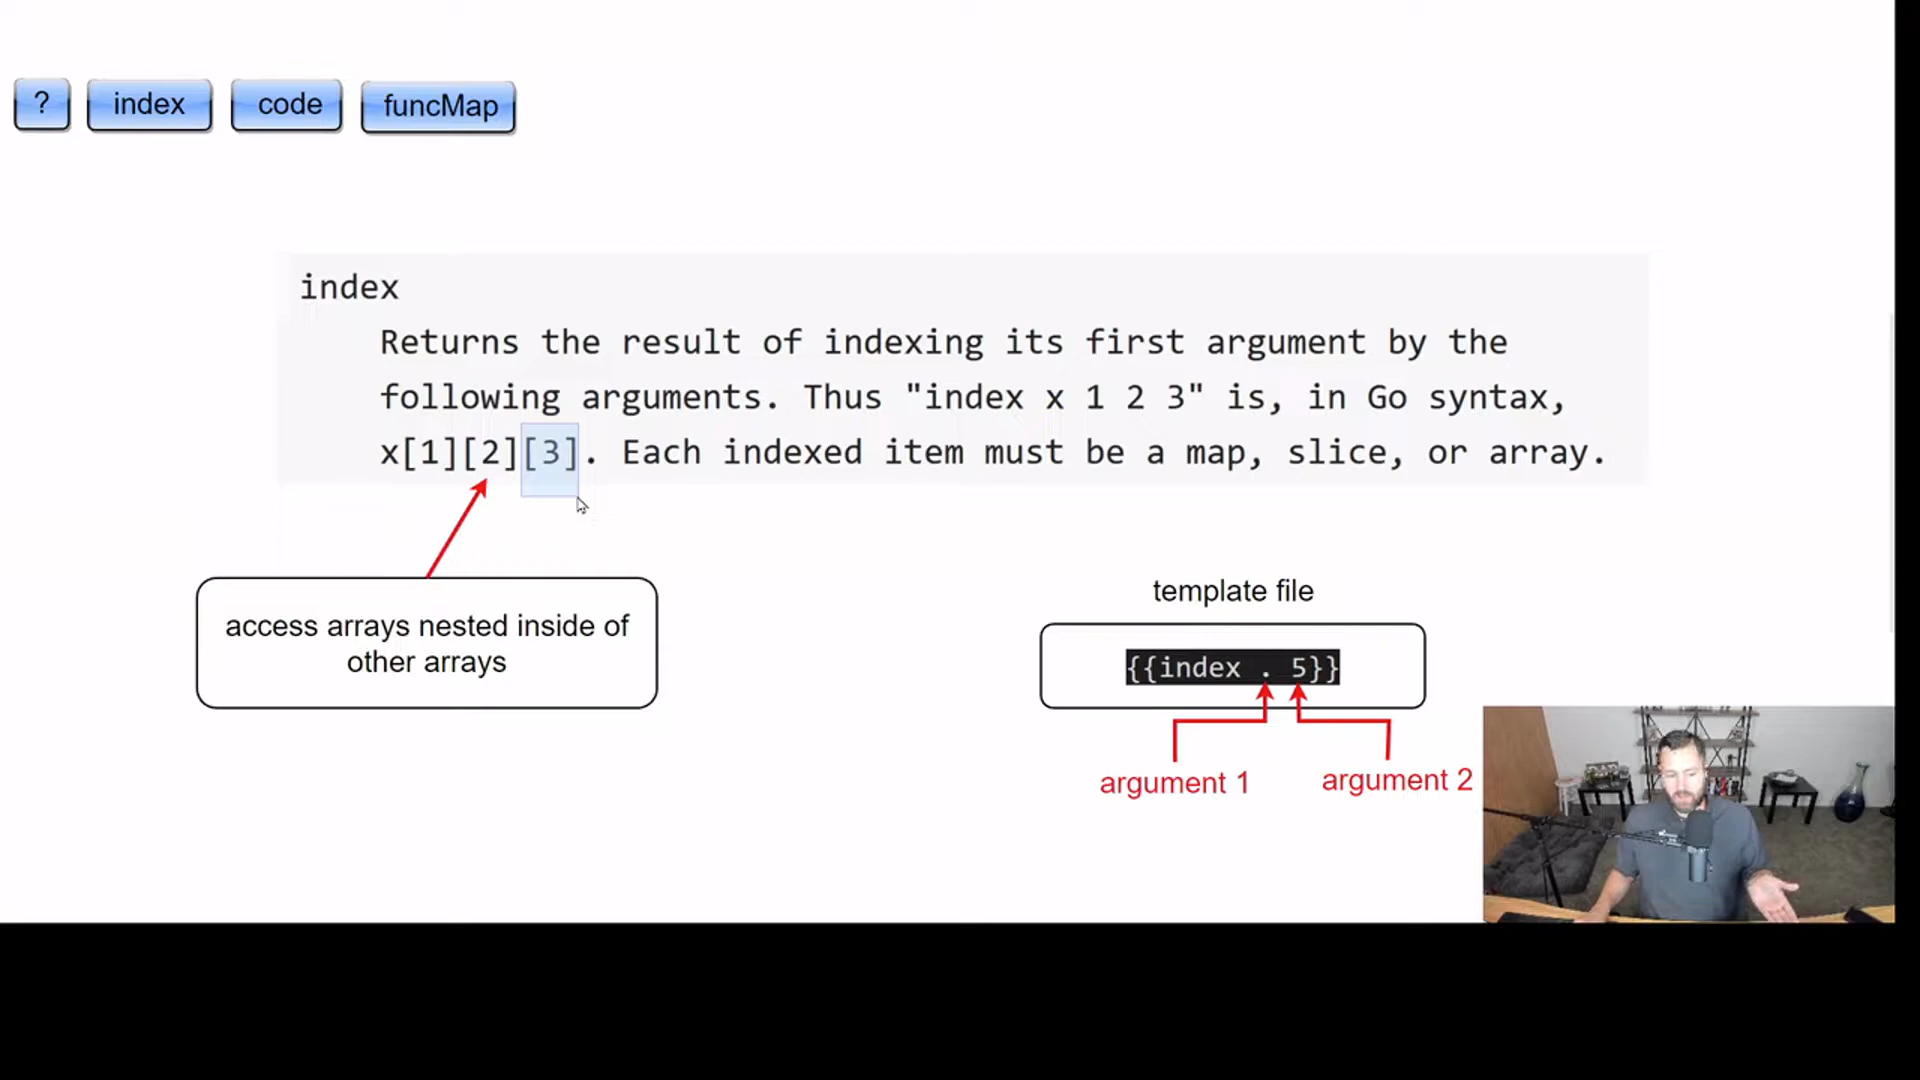 ? index code funcMap
index
Returns the result of indexing its first argument by the
following arguments. Thus "index x 1 2 3" is, in Go syntax,
x[1][2][3]. Each indexed item must be a map, slice, or array.
access arrays nested inside of
other arrays
template file
{{index . 5}}
argument 1
argument 2